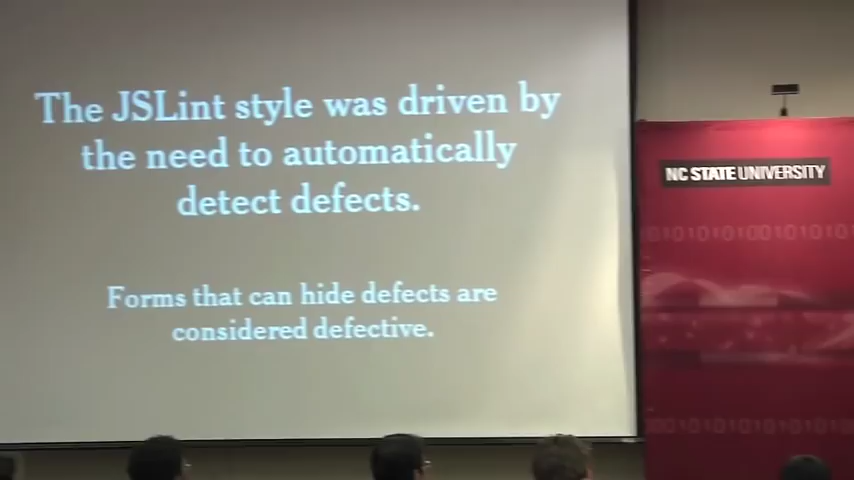 The JSLint style was driven by
the need to automatically
detect defects.
Forms that can hide defects are
considered defective.
NC STATE UNIVERSITY